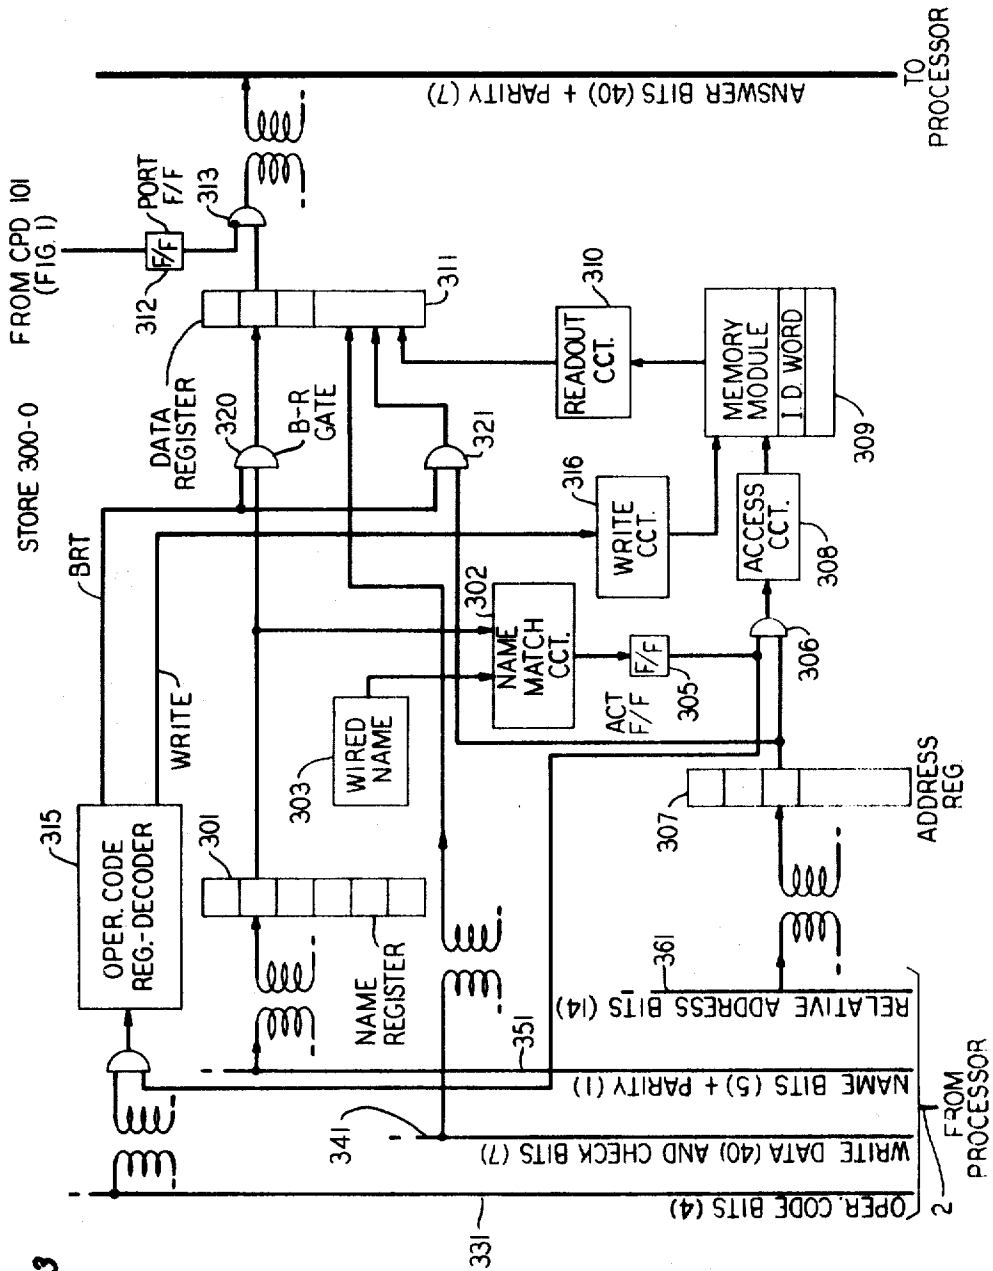 3
STORE 300-0
FROM CPD 101
(FIG. 1)
PORT
F/F
F/F
312
313
DATA
REGISTER
320
B-R
GATE
311
321
BRT
WRITE
315
OPER. CODE
REG.-DECODER
301
NAME
REGISTER
303
WIRED
NAME
302
NAME
MATCH
CCT.
ACT
F/F
F/F
305
316
WRITE
CCT.
310
READOUT
CCT.
MEMORY
MODULE
I. D. WORD
309
ACCESS
CCT.
308
306
307
ADDRESS
REG.
ANSWER BITS (40) + PARITY (7)
TO
PROCESSOR
331
OPER. CODE BITS (4)
341
WRITE DATA (40) AND CHECK BITS (7)
351
NAME BITS (5) + PARITY (1)
361
RELATIVE ADDRESS BITS (14)
2
FROM
PROCESSOR